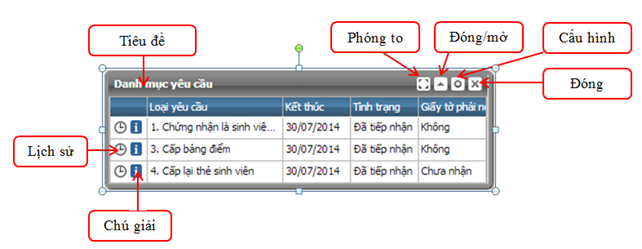 Tiêu đề
Phóng to
Đóng/mở
Cấu hình
Đóng
Danh mục yêu cầu
Loại yêu cầu Kết thúc Tình trạng Giấy tờ phải
1. Chứng nhận là sinh viê... 30/07/2014 Đã tiếp nhận Không
3. Cấp bảng điểm 30/07/2014 Đã tiếp nhận Không
4. Cấp lại thẻ sinh viên 30/07/2014 Đã tiếp nhận Chưa nhận
Lịch sử
Chú giải